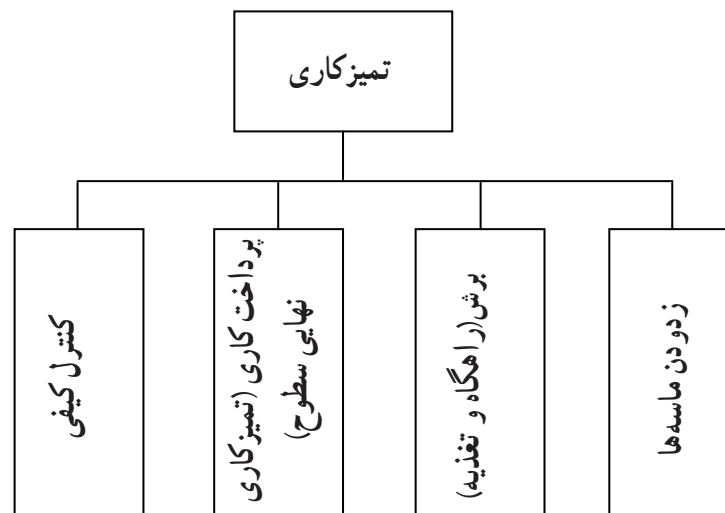 تمیزکاری
زدودن ماسه‌ها
برش(راهگاه و تغذیه)
پرداخت کاری (تمیزکاری
نهایی سطوح)
کنترل کیفی